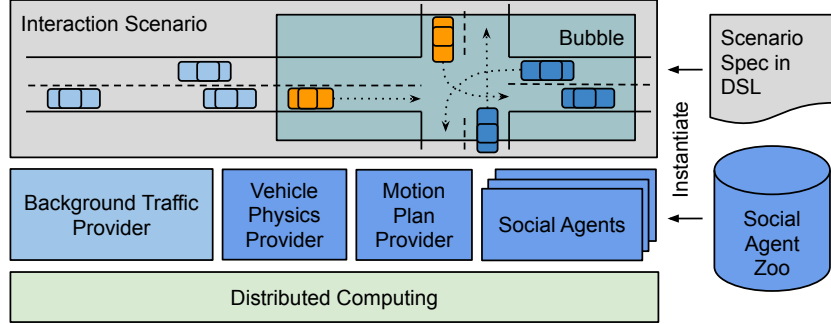 Interaction Scenario
Bubble
Scenario
Spec in
DSL
Instantiate
Background Traffic
Provider
Vehicle
Physics
Provider
Motion
Plan
Provider
Social Agents
Social
Agent
Zoo
Distributed Computing